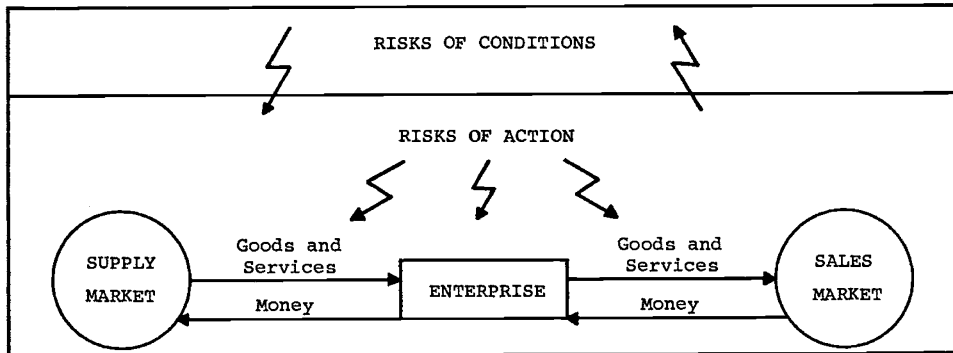 RISKS OF CONDITIONS
RISKS OF ACTION
SUPPLY
MARKET
Goods and
Services
Money
ENTERPRISE
Goods and
Services
Money
SALES
MARKET